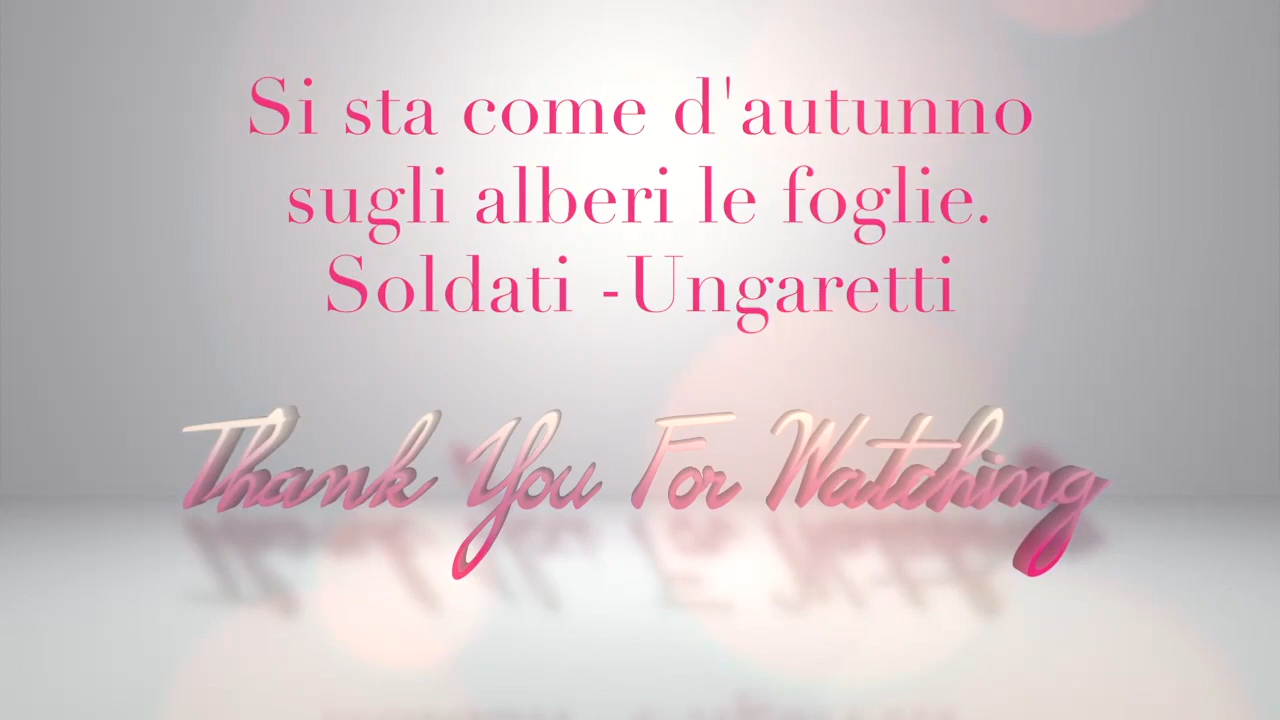 Si sta come d'autunno
sugli alberi le foglie.
Soldati -Ungaretti
Thank You For Watching